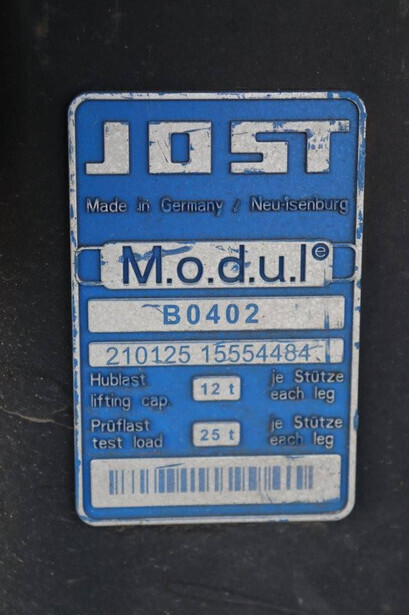 JOST
Made in Germany / Neu-Isenburg
M.o.d.u.l e
B0402
210125 15554484
Hublast 12 t je Stütze
lifting cap. each leg
Prüflast 25 t je Stütze
test load each leg